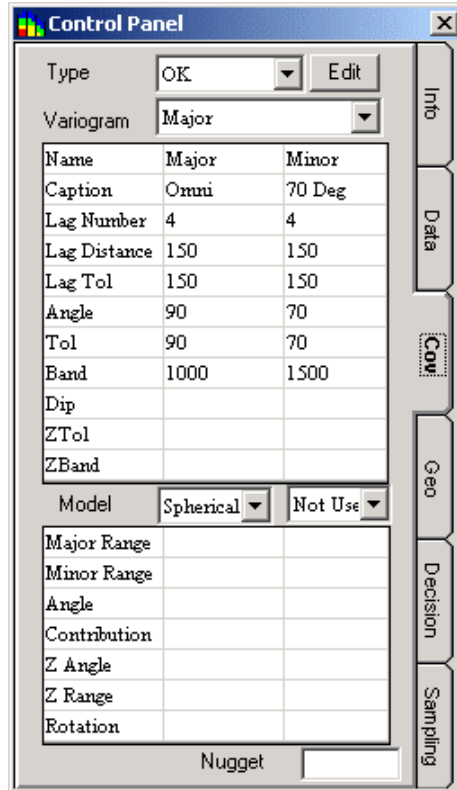 Control Panel
Type OK Edit
Variogram Major
Name Major Minor
Caption Omni 70 Deg
Lag Number 4 4
Lag Distance 150 150
Lag Tol 150 150
Angle 90 70
Tol 90 70
Band 1000 1500
Dip
ZTol
ZBand
Model Spherical Not Use
Major Range
Minor Range
Angle
Contribution
Z Angle
Z Range
Rotation
Nugget
Info
Data
Cov
Geo
Decision
Sampling